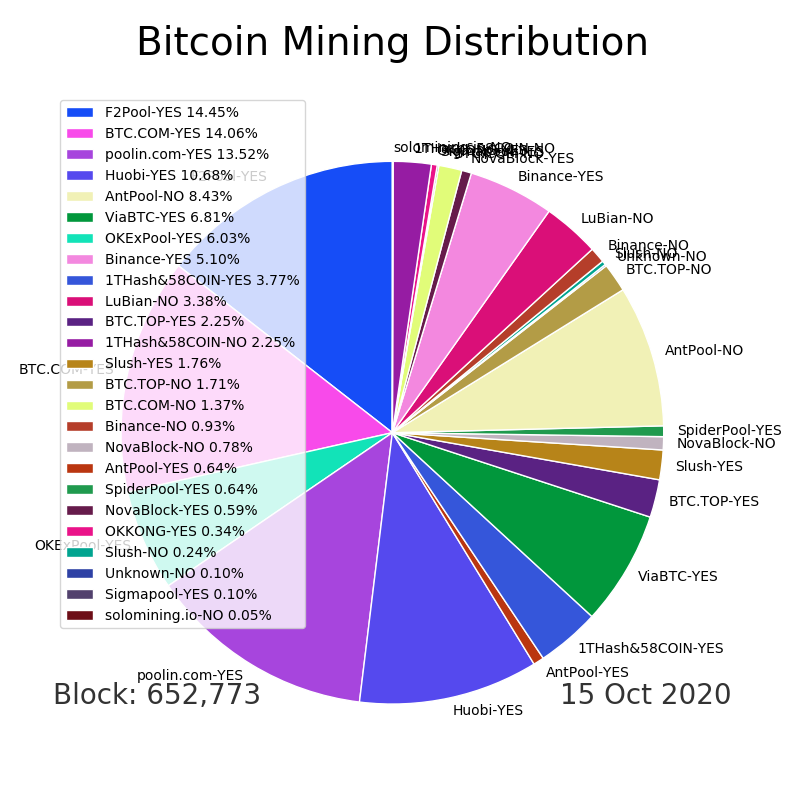 Bitcoin Mining Distribution
F2Pool-YES 14.45%
BTC.COM-YES 14.06%
poolin.com-YES 13.52%
Huobi-YES 10.68%
AntPool-NO 8.43%
ViaBTC-YES 6.81%
OKExPool-YES 6.03%
Binance-YES 5.10%
1THash&58COIN-YES 3.77%
LuBian-NO 3.38%
BTC.TOP-YES 2.25%
1THash&58COIN-NO 2.25%
Slush-YES 1.76%
BTC.TOP-NO 1.71%
BTC.COM-NO 1.37%
Binance-NO 0.93%
NovaBlock-NO 0.78%
AntPool-YES 0.64%
SpiderPool-YES 0.64%
NovaBlock-YES 0.59%
OKKONG-YES 0.34%
Slush-NO 0.24%
Unknown-NO 0.10%
Sigmapool-YES 0.10%
solomining.io-NO 0.05%
NovaBlock-YES
Binance-YES
LuBian-NO
Binance-NO
Slush-NO
Unknown-NO
BTC.TOP-NO
AntPool-NO
SpiderPool-YES
NovaBlock-NO
Slush-YES
BTC.TOP-YES
ViaBTC-YES
1THash&58COIN-YES
AntPool-YES
Huobi-YES
poolin.com-YES
OKExPool-YES
BTC.COM-YES
Block: 652,773
15 Oct 2020